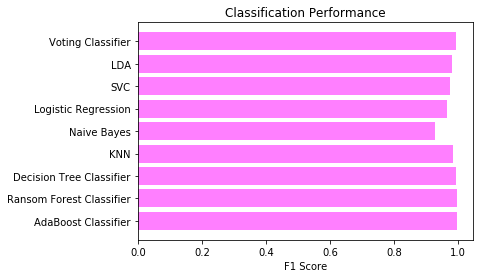 Classification Performance
Voting Classifier
LDA
SVC
Logistic Regression
Naive Bayes
KNN
Decision Tree Classifier
Ransom Forest Classifier
AdaBoost Classifier
0.0 0.2 0.4 0.6 0.8 1.0
F1 Score